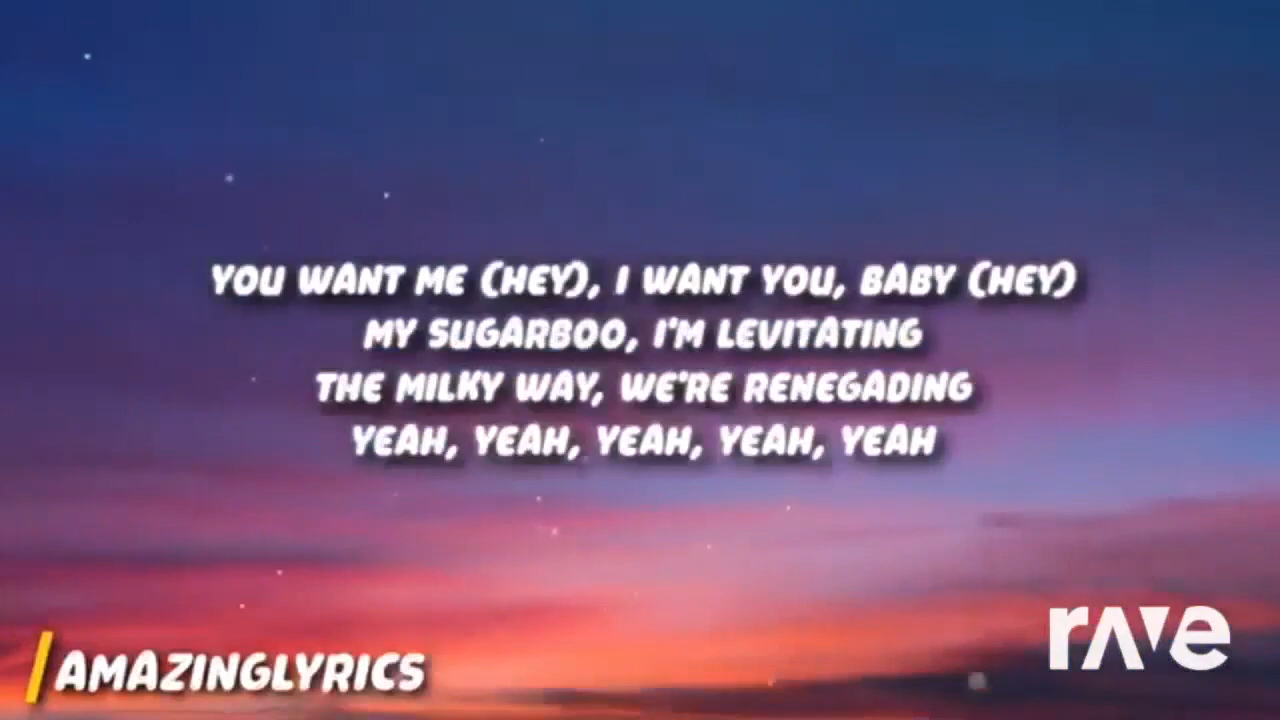 YOU WANT ME (HEY), I WANT YOU, BABY (HEY)
MY SUGARBOO, I'M LEVITATING
THE MILKY WAY, WE'RE RENEGADING
YEAH, YEAH, YEAH, YEAH, YEAH
AMAZINGLYRICS
rave